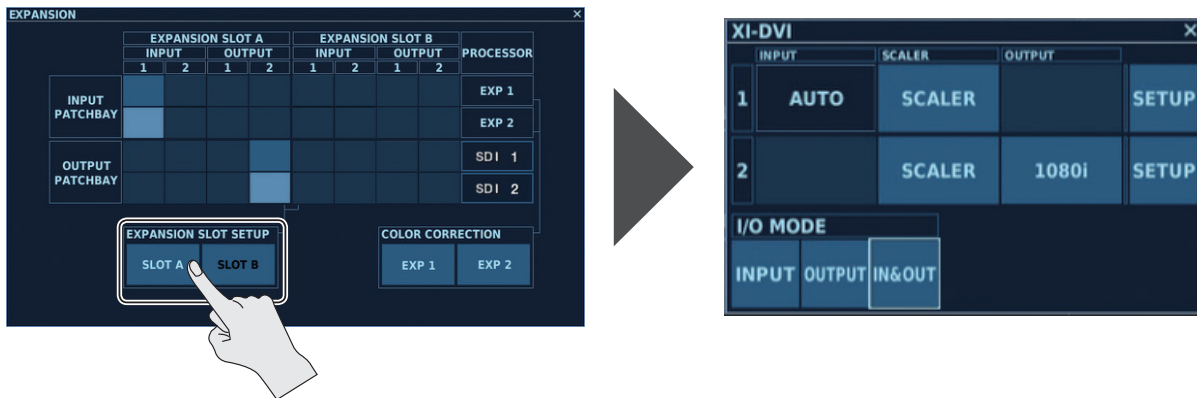 EXPANSION ×
EXPANSION SLOT A EXPANSION SLOT B PROCESSOR
INPUT OUTPUT INPUT OUTPUT
1 2 1 2 1 2 1 2
INPUT PATCHBAY EXP 1
EXP 2
OUTPUT PATCHBAY SDI 1
SDI 2
EXPANSION SLOT SETUP COLOR CORRECTION
SLOT A SLOT B EXP 1 EXP 2
XI-DVI ×
INPUT SCALER OUTPUT
1 AUTO SCALER SETUP
2 SCALER 1080i SETUP
I/O MODE
INPUT OUTPUT IN&OUT